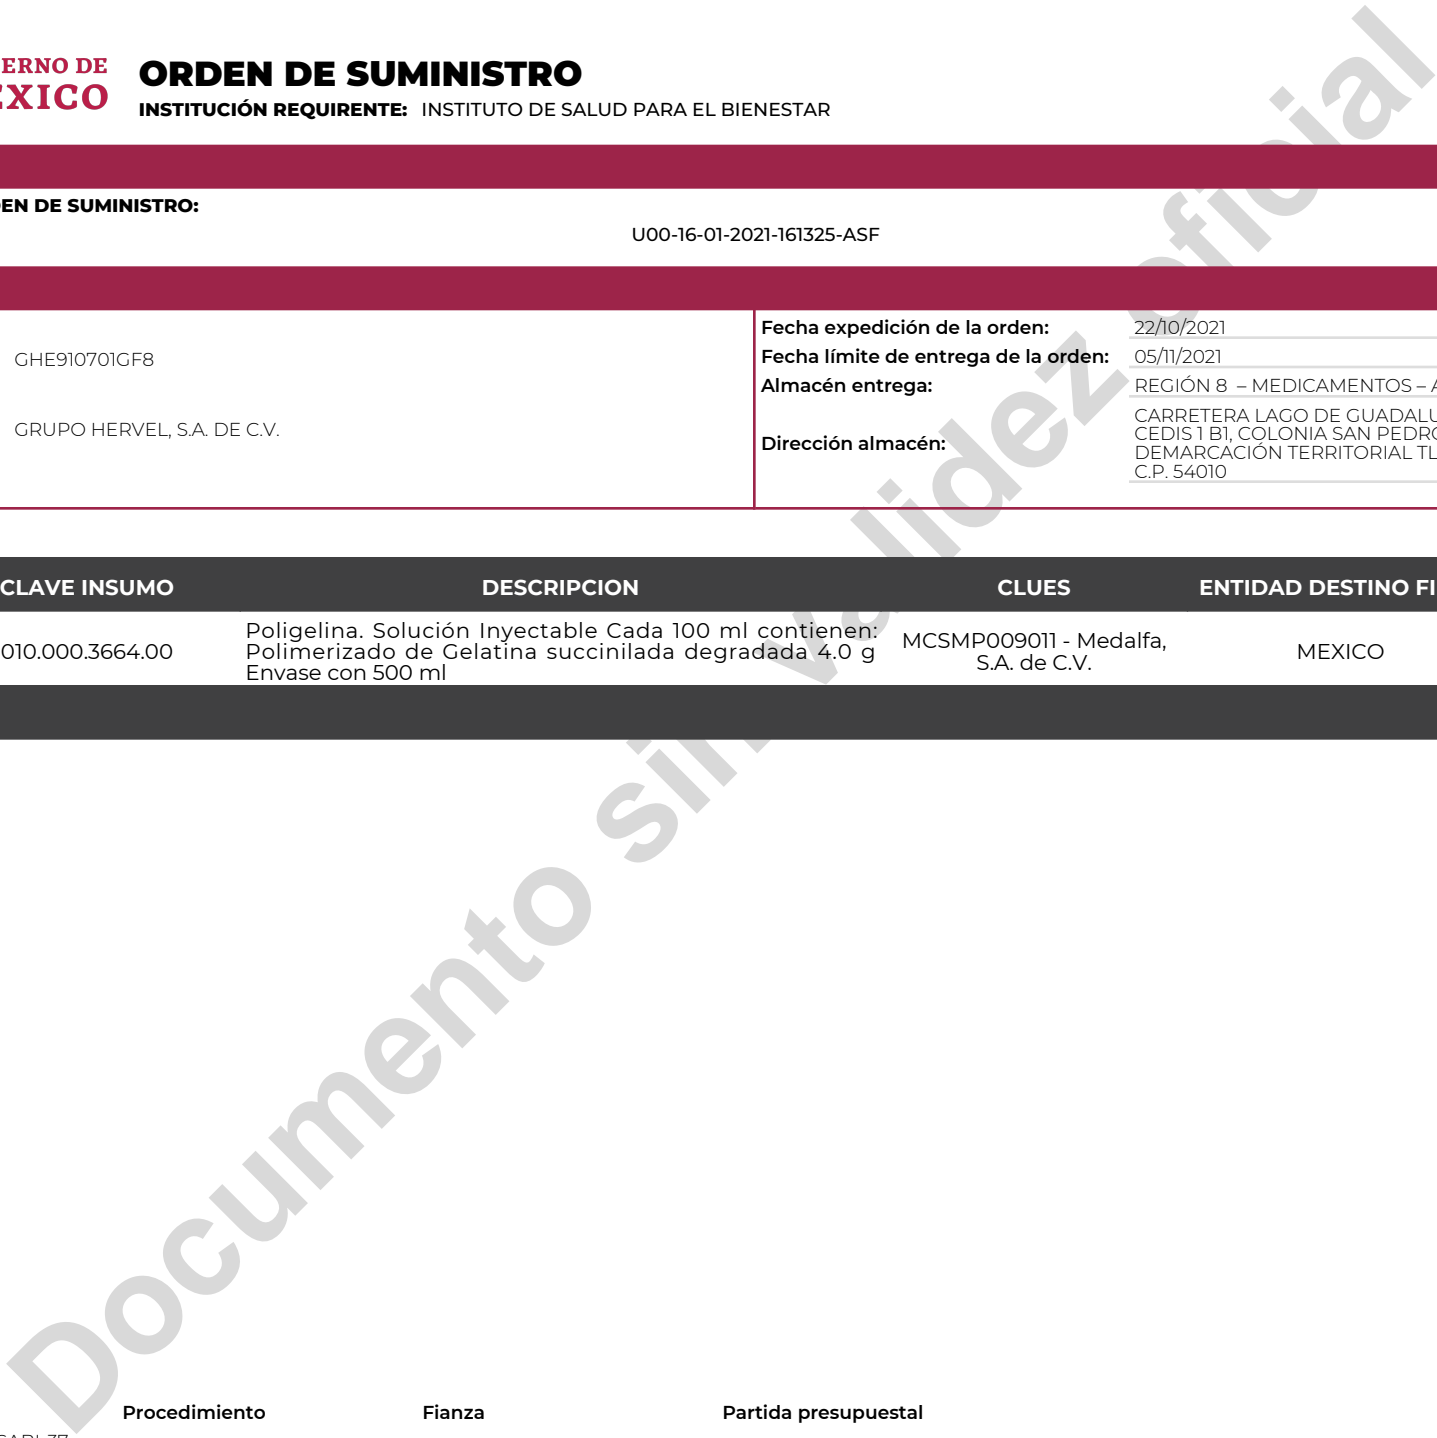 ERNO DE
EXICO
ORDEN DE SUMINISTRO
INSTITUCIÓN REQUIRENTE: INSTITUTO DE SALUD PARA EL BIENESTAR
EN DE SUMINISTRO:
U00-16-01-2021-161325-ASF
GHE910701GF8
GRUPO HERVEL, S.A. DE C.V.
Fecha expedición de la orden: 22/10/2021
Fecha límite de entrega de la orden: 05/11/2021
Almacén entrega: REGIÓN 8 – MEDICAMENTOS – A
Dirección almacén:
CARRETERA LAGO DE GUADALU
CEDIS 1 B1, COLONIA SAN PEDRO
DEMARCACIÓN TERRITORIAL TL
C.P. 54010
CLAVE INSUMO DESCRIPCION CLUES ENTIDAD DESTINO FI
010.000.3664.00
Poligelina. Solución Inyectable Cada 100 ml contienen:
Polimerizado de Gelatina succinilada degradada 4.0 g
Envase con 500 ml
MCSMP009011 - Medalfa,
S.A. de C.V.
MEXICO
Documento sin validez oficial
Procedimiento Fianza Partida presupuestal